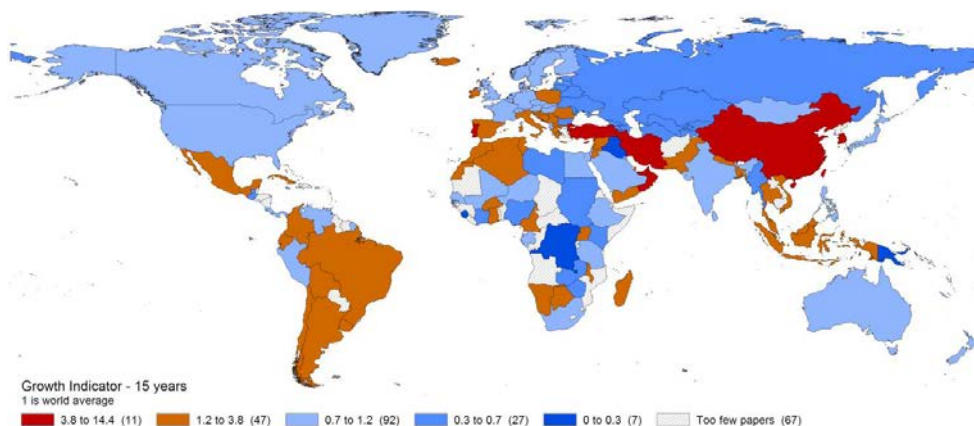 Growth Indicator - 15 years
1 is world average
3.8 to 14.4 (11) 1.2 to 3.8 (47) 0.7 to 1.2 (92) 0.3 to 0.7 (27) 0 to 0.3 (7) Too few papers (67)